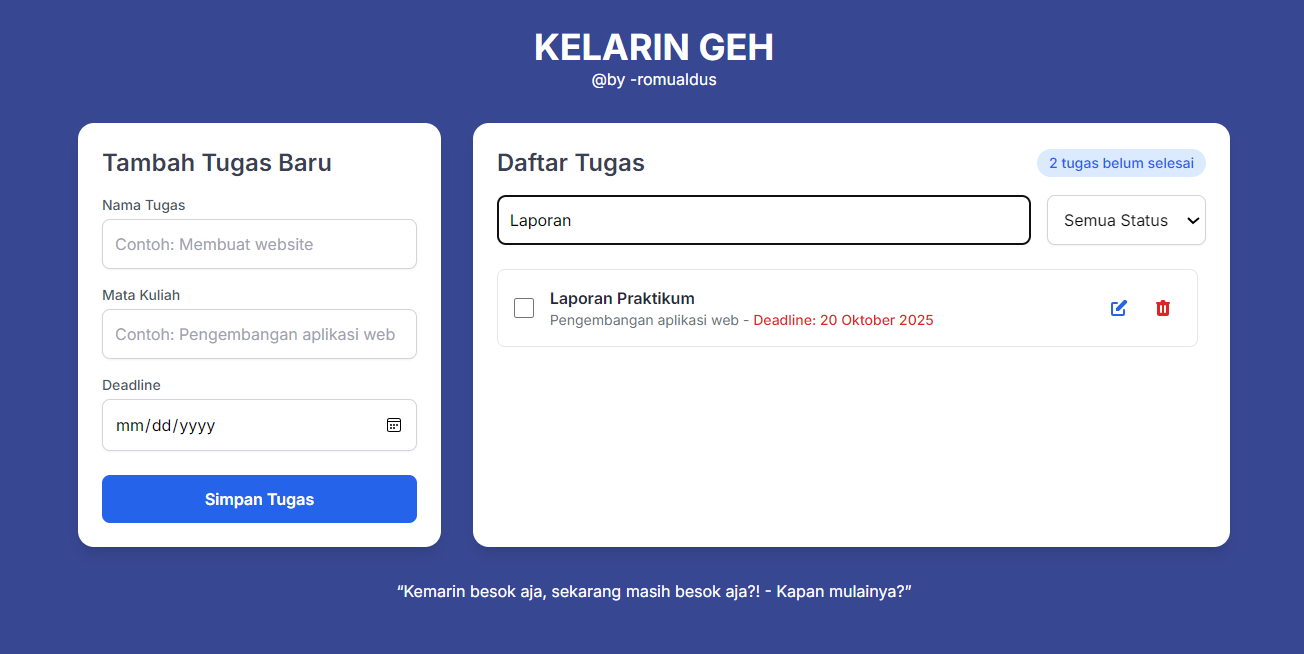 KELARIN GEH
@by -romualdus
Tambah Tugas Baru
Nama Tugas
Contoh: Membuat website
Mata Kuliah
Contoh: Pengembangan aplikasi web
Deadline
mm/dd/yyyy
Simpan Tugas
Daftar Tugas
2 tugas belum selesai
Laporan
Semua Status
Laporan Praktikum
Pengembangan aplikasi web - Deadline: 20 Oktober 2025
“Kemarin besok aja, sekarang masih besok aja?! - Kapan mulainya?”